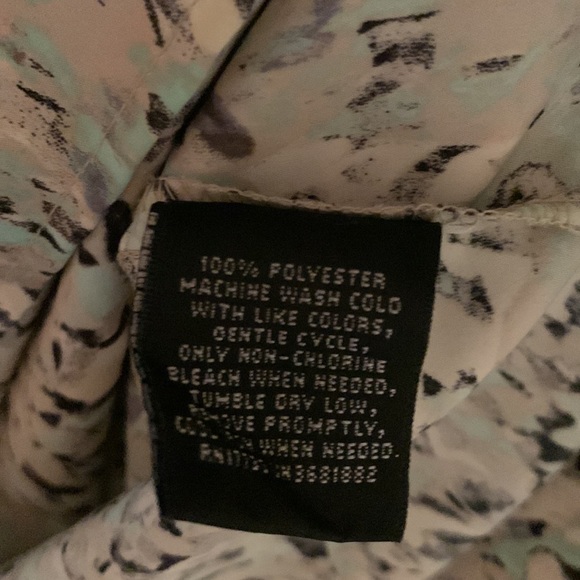 100% POLYESTER
MACHINE WASH COLD
WITH LIKE COLORS,
GENTLE CYCLE,
ONLY NON-CHLORINE
BLEACH WHEN NEEDED,
TUMBLE DRY LOW,
REMOVE PROMPTLY,
WHEN NEEDED.